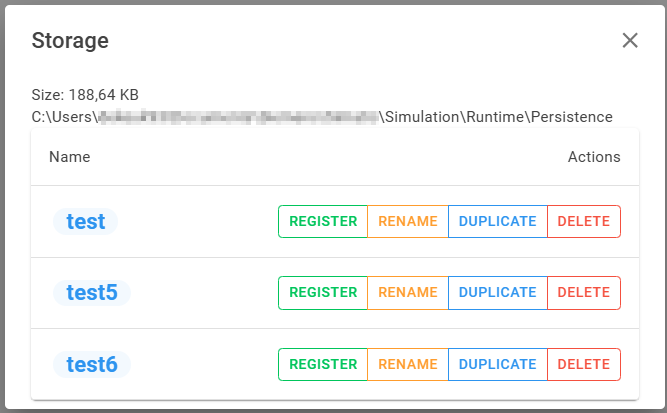 Storage
Size: 188,64 KB
C:\Users\ \Simulation\Runtime\Persistence
Name Actions
test REGISTER RENAME DUPLICATE DELETE
test5 REGISTER RENAME DUPLICATE DELETE
test6 REGISTER RENAME DUPLICATE DELETE